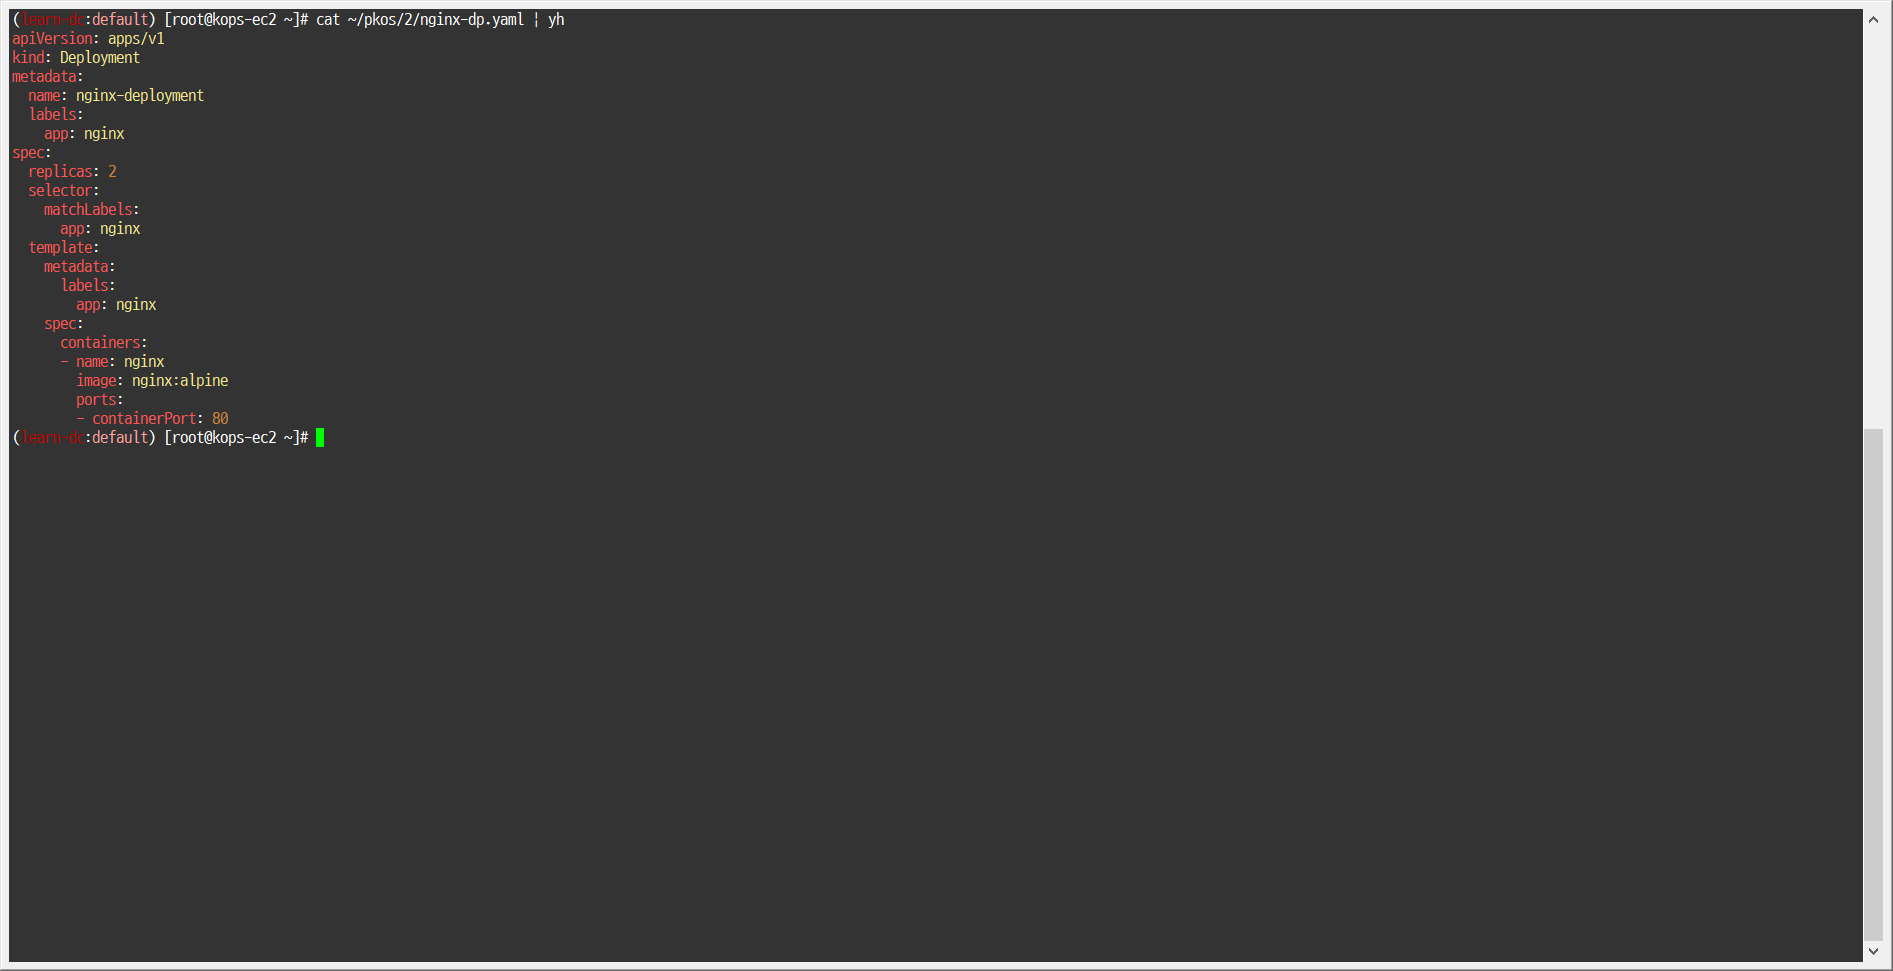 (learn-dc:default) [root@kops-ec2 ~]# cat ~/pkos/2/nginx-dp.yaml | yh
apiVersion: apps/v1
kind: Deployment
metadata:
  name: nginx-deployment
  labels:
    app: nginx
spec:
  replicas: 2
  selector:
    matchLabels:
      app: nginx
  template:
    metadata:
      labels:
        app: nginx
    spec:
      containers:
      - name: nginx
        image: nginx:alpine
        ports:
        - containerPort: 80
(learn-dc:default) [root@kops-ec2 ~]#